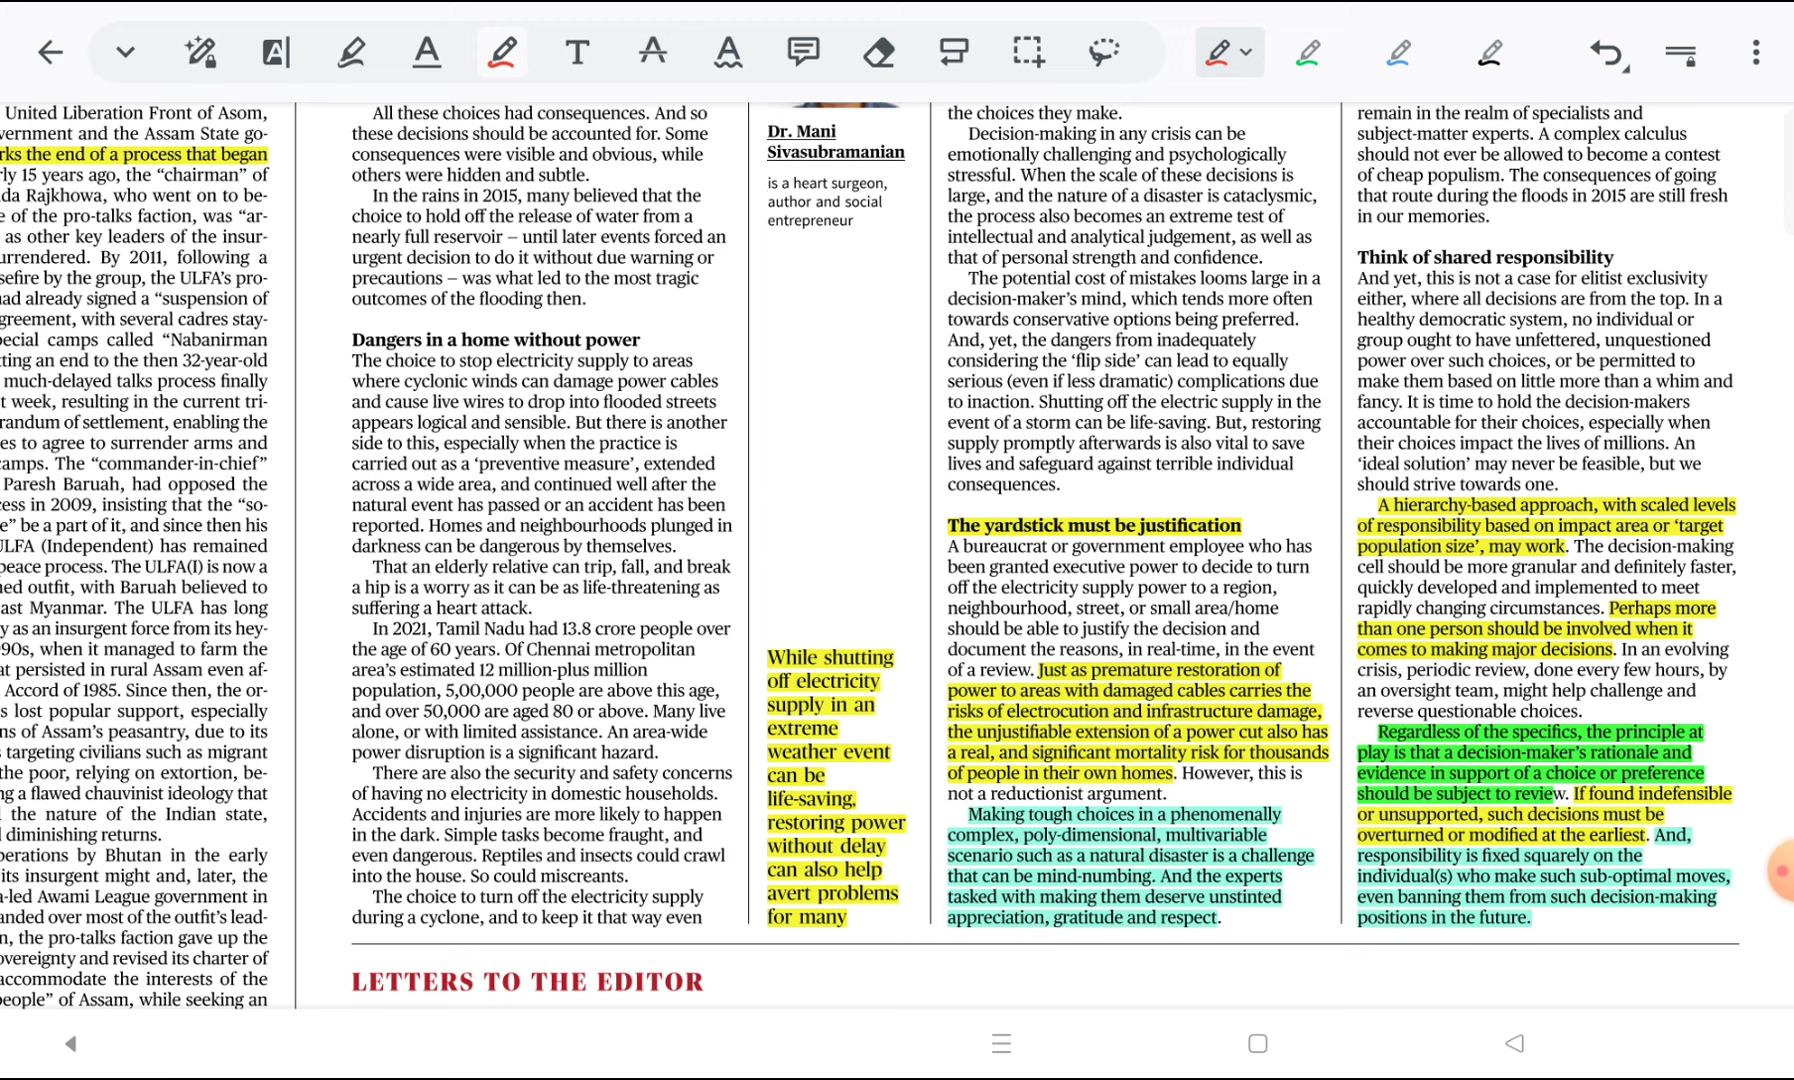 United Liberation Front of Asom,
vernment and the Assam State go-
rks the end of a process that began
rly 15 years ago, the “chairman” of
da Rajkhowa, who went on to be-
e of the pro-talks faction, was “ar-
as other key leaders of the insur-
urrendered. By 2011, following a
sefire by the group, the ULFA’s pro-
had already signed a “suspension of
greement, with several cadres stay-
pecial camps called “Nabanirman
tting an end to the then 32-year-old
much-delayed talks process finally
t week, resulting in the current tri-
randum of settlement, enabling the
es to agree to surrender arms and
camps. The “commander-in-chief”
Paresh Baruah, had opposed the
cess in 2009, insisting that the “so-
e” be a part of it, and since then his
ULFA (Independent) has remained
peace process. The ULFA(I) is now a
ned outfit, with Baruah believed to
ast Myanmar. The ULFA has long
y as an insurgent force from its hey-
990s, when it managed to farm the
at persisted in rural Assam even af-
Accord of 1985. Since then, the or-
s lost popular support, especially
ns of Assam’s peasantry, due to its
targeting civilians such as migrant
the poor, relying on extortion, be-
ng a flawed chauvinist ideology that
the nature of the Indian state,
diminishing returns.
perations by Bhutan in the early
its insurgent might and, later, the
a-led Awami League government in
anded over most of the outfit’s lead-
n, the pro-talks faction gave up the
overeignty and revised its charter of
accommodate the interests of the
people” of Assam, while seeking an
All these choices had consequences. And so
these decisions should be accounted for. Some
consequences were visible and obvious, while
others were hidden and subtle.
In the rains in 2015, many believed that the
choice to hold off the release of water from a
nearly full reservoir – until later events forced an
urgent decision to do it without due warning or
precautions – was what led to the most tragic
outcomes of the flooding then.
Dangers in a home without power
The choice to stop electricity supply to areas
where cyclonic winds can damage power cables
and cause live wires to drop into flooded streets
appears logical and sensible. But there is another
side to this, especially when the practice is
carried out as a ‘preventive measure’, extended
across a wide area, and continued well after the
natural event has passed or an accident has been
reported. Homes and neighbourhoods plunged in
darkness can be dangerous by themselves.
That an elderly relative can trip, fall, and break
a hip is a worry as it can be as life-threatening as
suffering a heart attack.
In 2021, Tamil Nadu had 13.8 crore people over
the age of 60 years. Of Chennai metropolitan
area’s estimated 12 million-plus million
population, 5,00,000 people are above this age,
and over 50,000 are aged 80 or above. Many live
alone, or with limited assistance. An area-wide
power disruption is a significant hazard.
There are also the security and safety concerns
of having no electricity in domestic households.
Accidents and injuries are more likely to happen
in the dark. Simple tasks become fraught, and
even dangerous. Reptiles and insects could crawl
into the house. So could miscreants.
The choice to turn off the electricity supply
during a cyclone, and to keep it that way even
Dr. Mani
Sivasubramanian
is a heart surgeon,
author and social
entrepreneur
While shutting
off electricity
supply in an
extreme
weather event
can be
life-saving,
restoring power
without delay
can also help
avert problems
for many
the choices they make.
Decision-making in any crisis can be
emotionally challenging and psychologically
stressful. When the scale of these decisions is
large, and the nature of a disaster is cataclysmic,
the process also becomes an extreme test of
intellectual and analytical judgement, as well as
that of personal strength and confidence.
The potential cost of mistakes looms large in a
decision-maker’s mind, which tends more often
towards conservative options being preferred.
And, yet, the dangers from inadequately
considering the ‘flip side’ can lead to equally
serious (even if less dramatic) complications due
to inaction. Shutting off the electric supply in the
event of a storm can be life-saving. But, restoring
supply promptly afterwards is also vital to save
lives and safeguard against terrible individual
consequences.
The yardstick must be justification
A bureaucrat or government employee who has
been granted executive power to decide to turn
off the electricity supply power to a region,
neighbourhood, street, or small area/home
should be able to justify the decision and
document the reasons, in real-time, in the event
of a review. Just as premature restoration of
power to areas with damaged cables carries the
risks of electrocution and infrastructure damage,
the unjustifiable extension of a power cut also has
a real, and significant mortality risk for thousands
of people in their own homes. However, this is
not a reductionist argument.
Making tough choices in a phenomenally
complex, poly-dimensional, multivariable
scenario such as a natural disaster is a challenge
that can be mind-numbing. And the experts
tasked with making them deserve unstinted
appreciation, gratitude and respect.
remain in the realm of specialists and
subject-matter experts. A complex calculus
should not ever be allowed to become a contest
of cheap populism. The consequences of going
that route during the floods in 2015 are still fresh
in our memories.
Think of shared responsibility
And yet, this is not a case for elitist exclusivity
either, where all decisions are from the top. In a
healthy democratic system, no individual or
group ought to have unfettered, unquestioned
power over such choices, or be permitted to
make them based on little more than a whim and
fancy. It is time to hold the decision-makers
accountable for their choices, especially when
their choices impact the lives of millions. An
‘ideal solution’ may never be feasible, but we
should strive towards one.
A hierarchy-based approach, with scaled levels
of responsibility based on impact area or ‘target
population size’, may work. The decision-making
cell should be more granular and definitely faster,
quickly developed and implemented to meet
rapidly changing circumstances. Perhaps more
than one person should be involved when it
comes to making major decisions. In an evolving
crisis, periodic review, done every few hours, by
an oversight team, might help challenge and
reverse questionable choices.
Regardless of the specifics, the principle at
play is that a decision-maker’s rationale and
evidence in support of a choice or preference
should be subject to review. If found indefensible
or unsupported, such decisions must be
overturned or modified at the earliest. And,
responsibility is fixed squarely on the
individual(s) who make such sub-optimal moves,
even banning them from such decision-making
positions in the future.
LETTERS TO THE EDITOR